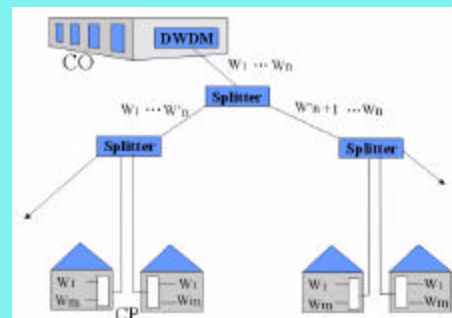 DWDM
CO
W1 ... Wn
Splitter
W1 ... W'n
W'n+1 ... Wn
Splitter
Splitter
W1
Wm
W1
Wm
W1
Wm
W1
Wm
CP